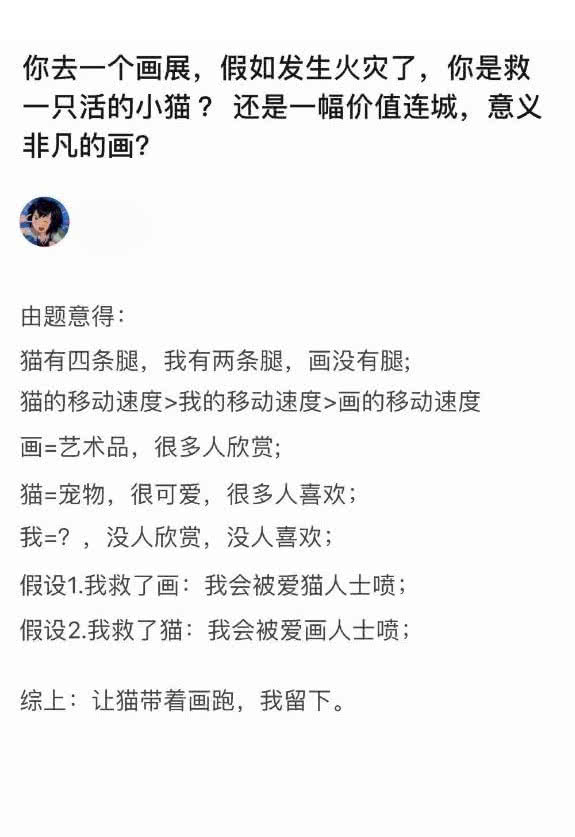 你去一个画展，假如发生火灾了，你是救
一只活的小猫？ 还是一幅价值连城，意义
非凡的画?
由题意得：
猫有四条腿，我有两条腿，画没有腿;
猫的移动速度>我的移动速度>画的移动速度
画=艺术品，很多人欣赏;
猫=宠物，很可爱，很多人喜欢；
我=？，没人欣赏，没人喜欢；
假设1.我救了画：我会被爱猫人士喷；
假设2.我救了猫：我会被爱画人士喷；
综上：让猫带着画跑，我留下。